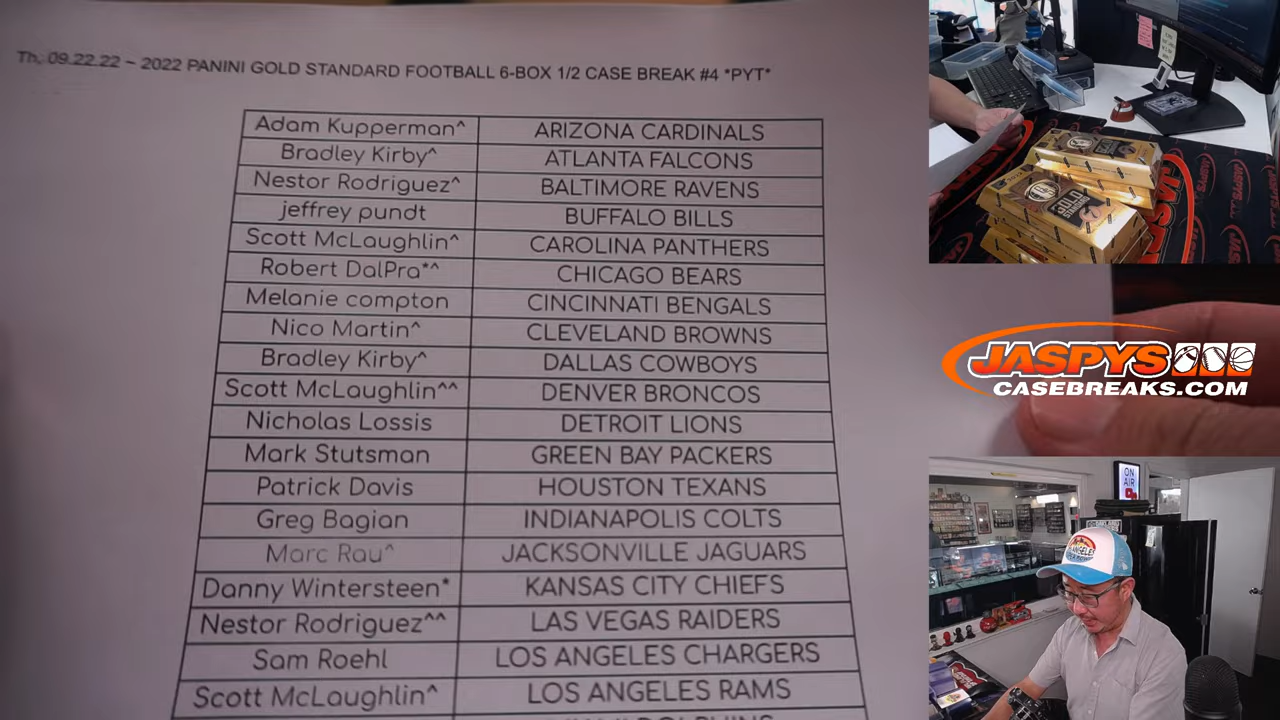 Th, 09.22.22 – 2022 PANINI GOLD STANDARD FOOTBALL 6-BOX 1/2 CASE BREAK #4 *PYT*
Adam Kupperman^ ARIZONA CARDINALS
Bradley Kirby^ ATLANTA FALCONS
Nestor Rodriguez^ BALTIMORE RAVENS
jeffrey pundt BUFFALO BILLS
Scott McLaughlin^ CAROLINA PANTHERS
Robert DalPra*^ CHICAGO BEARS
Melanie compton CINCINNATI BENGALS
Nico Martin^ CLEVELAND BROWNS
Bradley Kirby^ DALLAS COWBOYS
Scott McLaughlin^^ DENVER BRONCOS
Nicholas Lossis DETROIT LIONS
Mark Stutsman GREEN BAY PACKERS
Patrick Davis HOUSTON TEXANS
Greg Bagian INDIANAPOLIS COLTS
Marc Rau^ JACKSONVILLE JAGUARS
Danny Wintersteen* KANSAS CITY CHIEFS
Nestor Rodriguez^^ LAS VEGAS RAIDERS
Sam Roehl LOS ANGELES CHARGERS
Scott McLaughlin^ LOS ANGELES RAMS
GOLD
STANDARD
JASPYS
CASEBREAKS.COM
ON
AIR